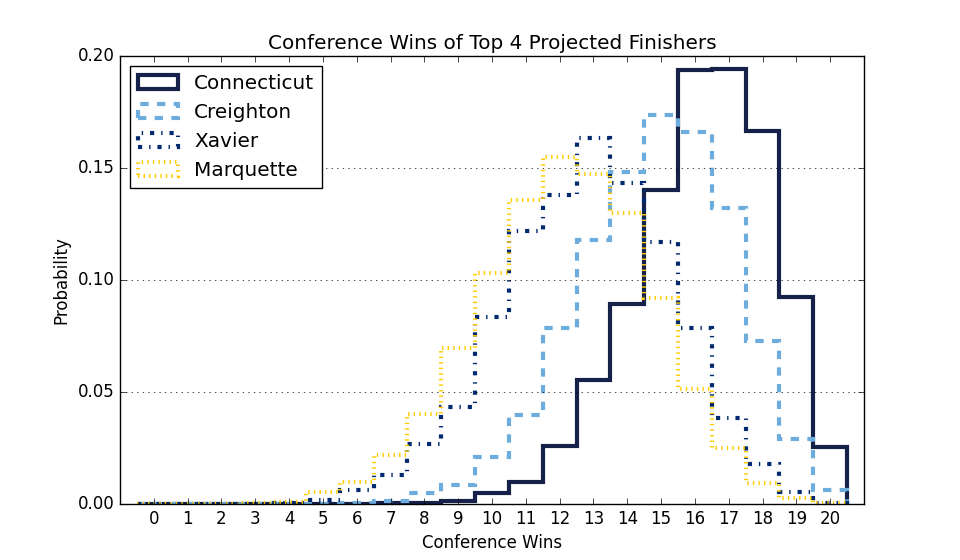 Conference Wins of Top 4 Projected Finishers
0.20
Connecticut
Creighton
Xavier
Marquette
0.15
0.10
0.05
0.00
Probability
0 1 2 3 4 5 6 7 8 9 10 11 12 13 14 15 16 17 18 19 20
Conference Wins